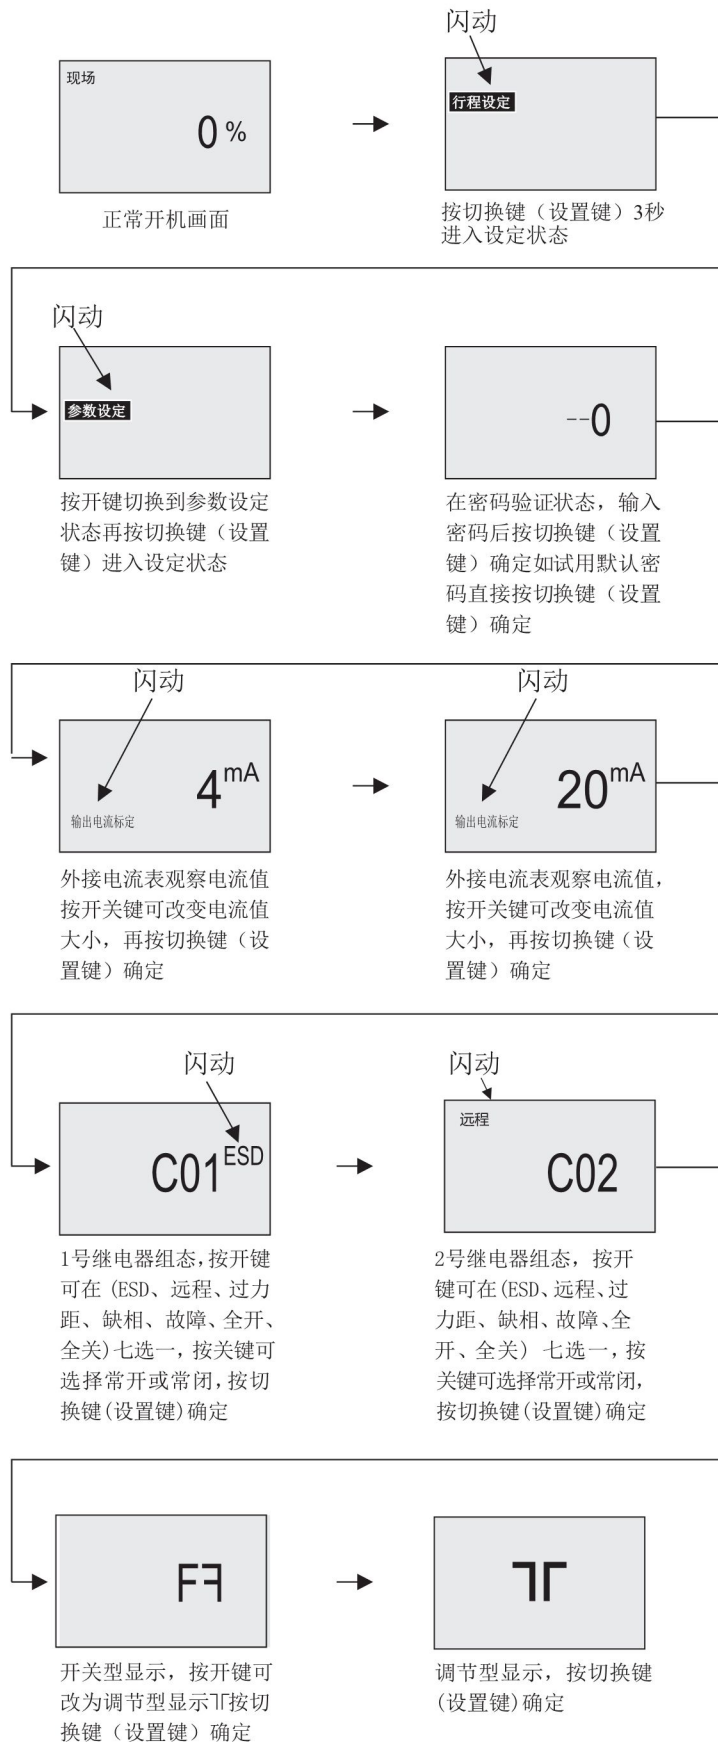 闪动
现场
0 %
正常开机画面
行程设定
按切换键（设置键）3秒
进入设定状态
闪动
参数设定
按开键切换到参数设定
状态再按切换键（设置
键）进入设定状态
--0
在密码验证状态，输入
密码后按切换键（设置
键）确定如试用默认密
码直接按切换键（设置
键）确定
闪动
4 mA
输出电流标定
外接电流表观察电流值
按开关键可改变电流值
大小，再按切换键（设
置键）确定
闪动
20 mA
输出电流标定
外接电流表观察电流值，
按开关键可改变电流值
大小，再按切换键（设
置键）确定
闪动
C01 ESD
1号继电器组态，按开键
可在 (ESD、远程、过力
距、缺相、故障、全开、
全关)七选一，按关键可
选择常开或常闭，按切
换键(设置键)确定
闪动
远程
C02
2号继电器组态，按开
键可在(ESD、远程、过
力距、缺相、故障、全
开、全关) 七选一，按
关键可选择常开或常闭，
按切换键(设置键)确定
开关型显示，按开键可
改为调节型显示ㄱㄏ按切
换键（设置键）确定
调节型显示，按切换键
(设置键)确定